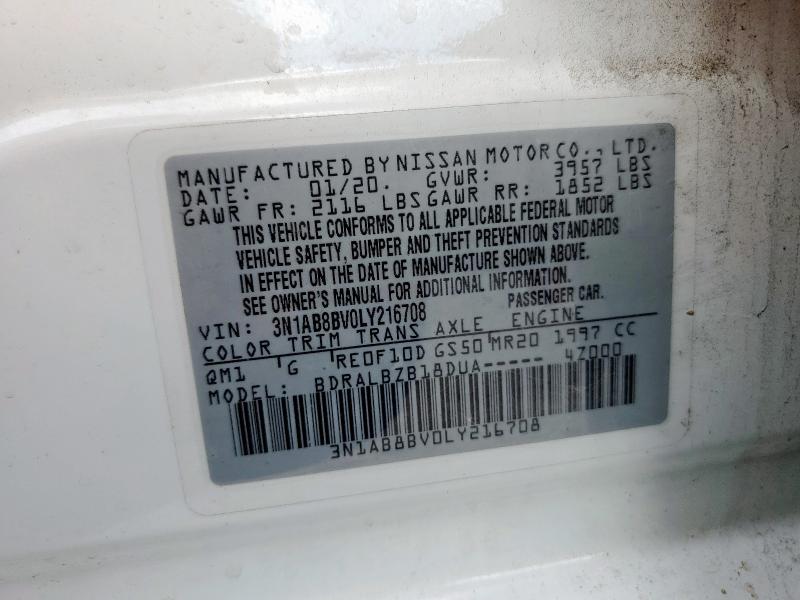 MANUFACTURED BY NISSAN MOTOR CO., LTD.
DATE: 01/20. GVWR: 3957 LBS
GAWR FR: 2116 LBS GAWR RR: 1852 LBS
THIS VEHICLE CONFORMS TO ALL APPLICABLE FEDERAL MOTOR
VEHICLE SAFETY, BUMPER AND THEFT PREVENTION STANDARDS
IN EFFECT ON THE DATE OF MANUFACTURE SHOWN ABOVE.
SEE OWNER'S MANUAL FOR ADDITIONAL INFORMATION.
VIN: 3N1AB8BV0LY216708 PASSENGER CAR.
COLOR TRIM TRANS AXLE ENGINE
QM1 G RE0F10D GS50 MR20 1997 CC
MODEL: BDRALBZB18DUA----- 4Z000
3N1AB8BV0LY216708